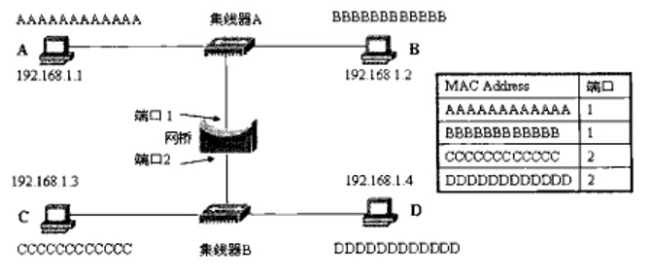 AAAAAAAAAAAA 集线器A BBBBBBBBBBBB
A B
192.168.1.1 192.168 1.2
端口 1
网桥
端口2
192.168.1.3 192.168.1.4
C D
CCCCCCCCCCCC 集线器B DDDDDDDDDDDD
MAC Address 端口
AAAAAAAAAAAA 1
BBBBBBBBBBBB 1
CCCCCCCCCCCC 2
DDDDDDDDDDDD 2